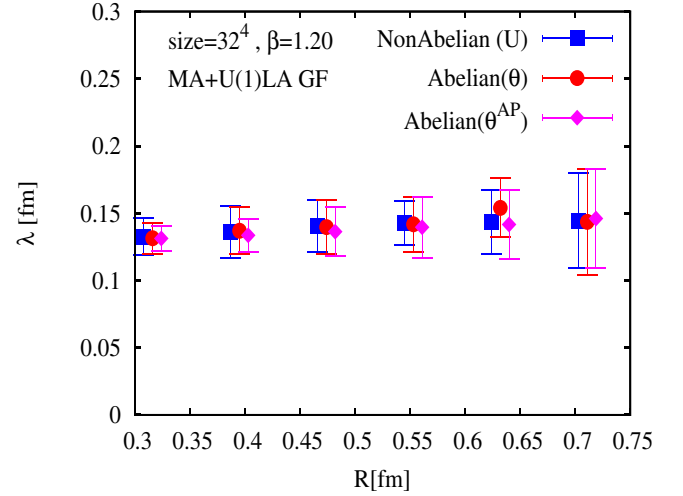 0.3
0.25
0.2
0.15
0.1
0.05
0
λ [fm]
size=32⁴ , β=1.20
MA+U(1)LA GF
NonAbelian (U)
Abelian(θ)
Abelian(θᴬᴾ)
0.3 0.35 0.4 0.45 0.5 0.55 0.6 0.65 0.7 0.75
R[fm]